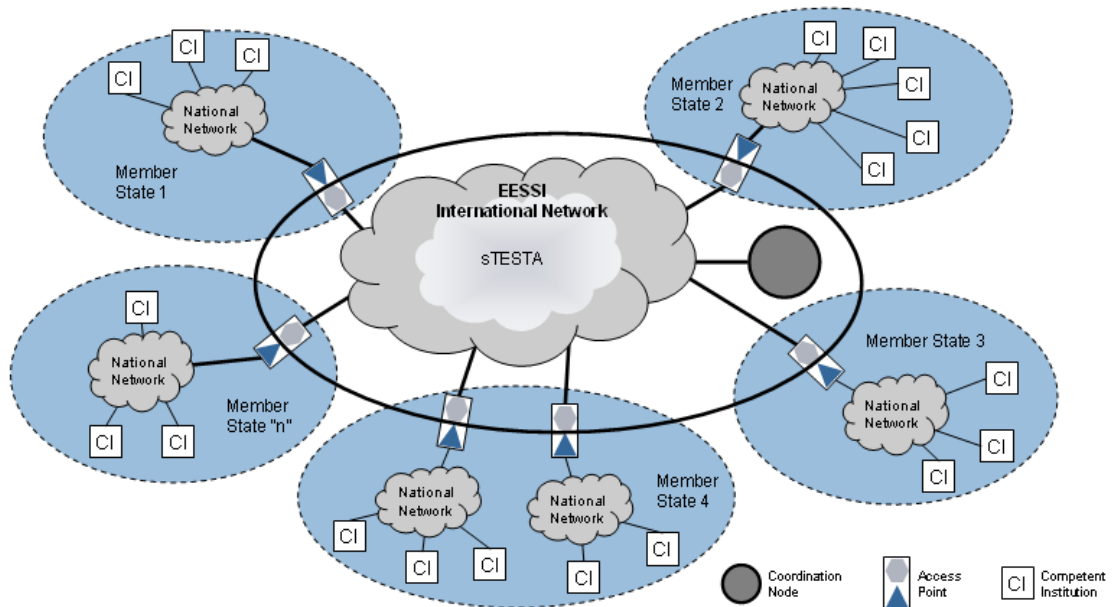 CI
CI
CI
National
Network
Member
State 1
Member
State 2
CI
CI
CI
CI
CI
National
Network
EESSI
International Network
sTESTA
CI
National
Network
CI
CI
Member
State "n"
Member State 3
National
Network
CI
CI
CI
National
Network
National
Network
Member
State 4
CI
CI
CI
CI
CI
Coordination
Node
Access
Point
CI
Competent
Institution